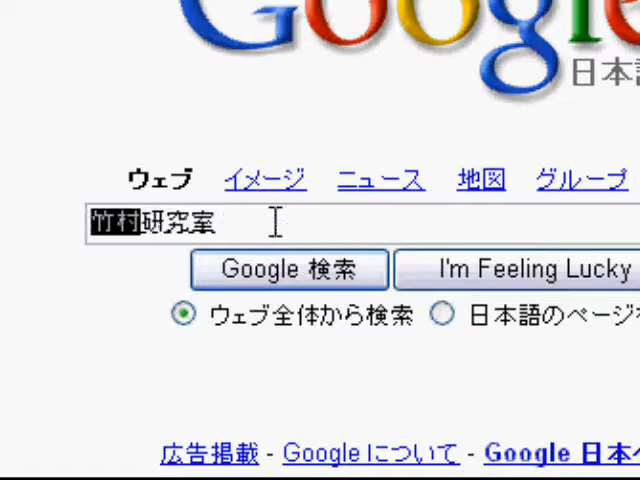 Google
日本語
ウェブ イメージ ニュース 地図 グループ
竹村研究室
Google 検索 I'm Feeling Lucky
ウェブ全体から検索 日本語のページ
広告掲載 - Google について - Google 日本